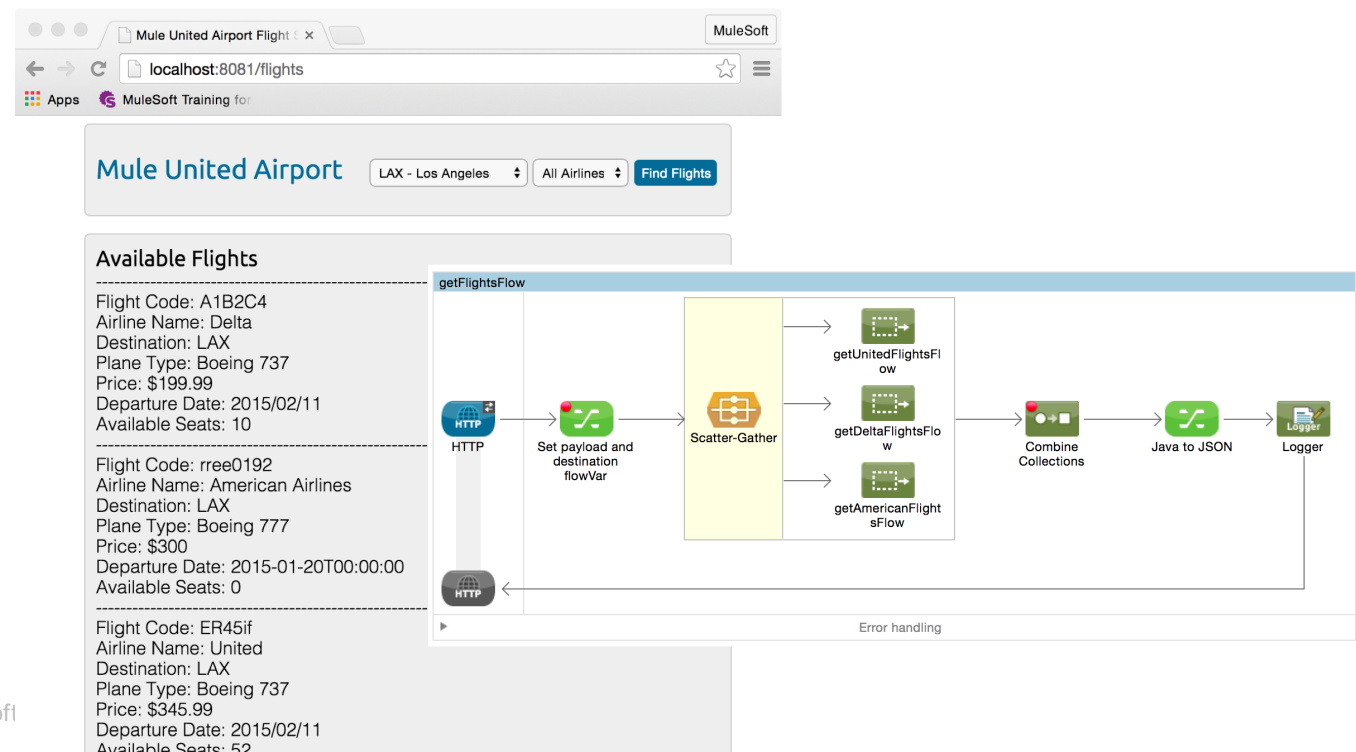 Mule United Airport Flight S
MuleSoft
localhost:8081/flights
Apps
MuleSoft Training for
Mule United Airport
LAX - Los Angeles
All Airlines
Find Flights
Available Flights
--------------------------------------------------------
Flight Code: A1B2C4
Airline Name: Delta
Destination: LAX
Plane Type: Boeing 737
Price: $199.99
Departure Date: 2015/02/11
Available Seats: 10
--------------------------------------------------------
Flight Code: rree0192
Airline Name: American Airlines
Destination: LAX
Plane Type: Boeing 777
Price: $300
Departure Date: 2015-01-20T00:00:00
Available Seats: 0
--------------------------------------------------------
Flight Code: ER45if
Airline Name: United
Destination: LAX
Plane Type: Boeing 737
Price: $345.99
Departure Date: 2015/02/11
Available Seats: 52
getFlightsFlow
HTTP
HTTP
Set payload and
destination
flowVar
Scatter-Gather
getUnitedFlightsFl
ow
getDeltaFlightsFlo
w
getAmericanFlight
sFlow
Combine
Collections
Java to JSON
Logger
Logger
HTTP
Error handling